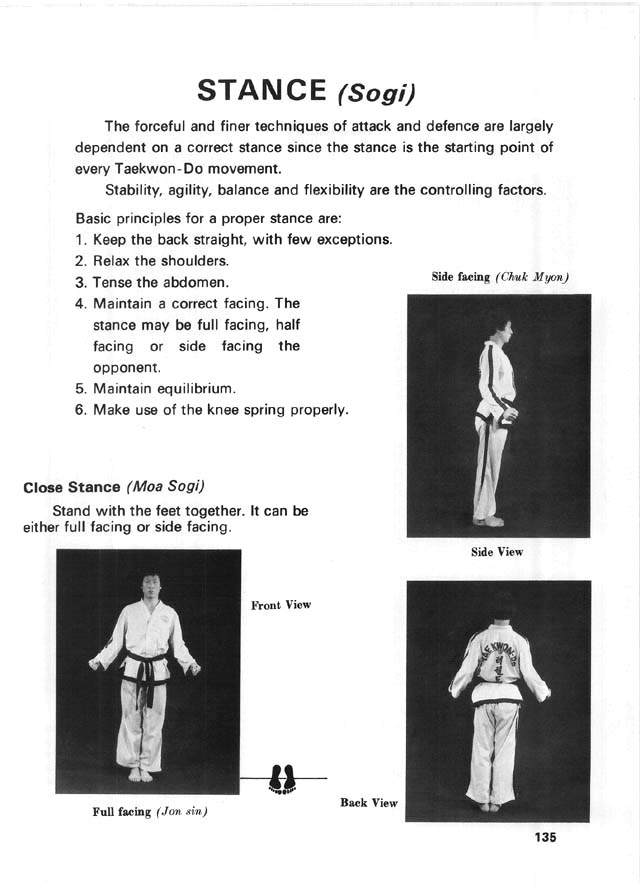 STANCE (Sogi)
The forceful and finer techniques of attack and defence are largely
dependent on a correct stance since the stance is the starting point of
every Taekwon-Do movement.
Stability, agility, balance and flexibility are the controlling factors.
Basic principles for a proper stance are:
1. Keep the back straight, with few exceptions.
2. Relax the shoulders.
3. Tense the abdomen.
4. Maintain a correct facing. The
stance may be full facing, half
facing or side facing the
opponent.
5. Maintain equilibrium.
6. Make use of the knee spring properly.
Side facing (Chuk Myon)
Side View
Close Stance (Moa Sogi)
Stand with the feet together. It can be
either full facing or side facing.
Front View
Full facing (Jon sin)
TAEKWON-DO
Back View
135